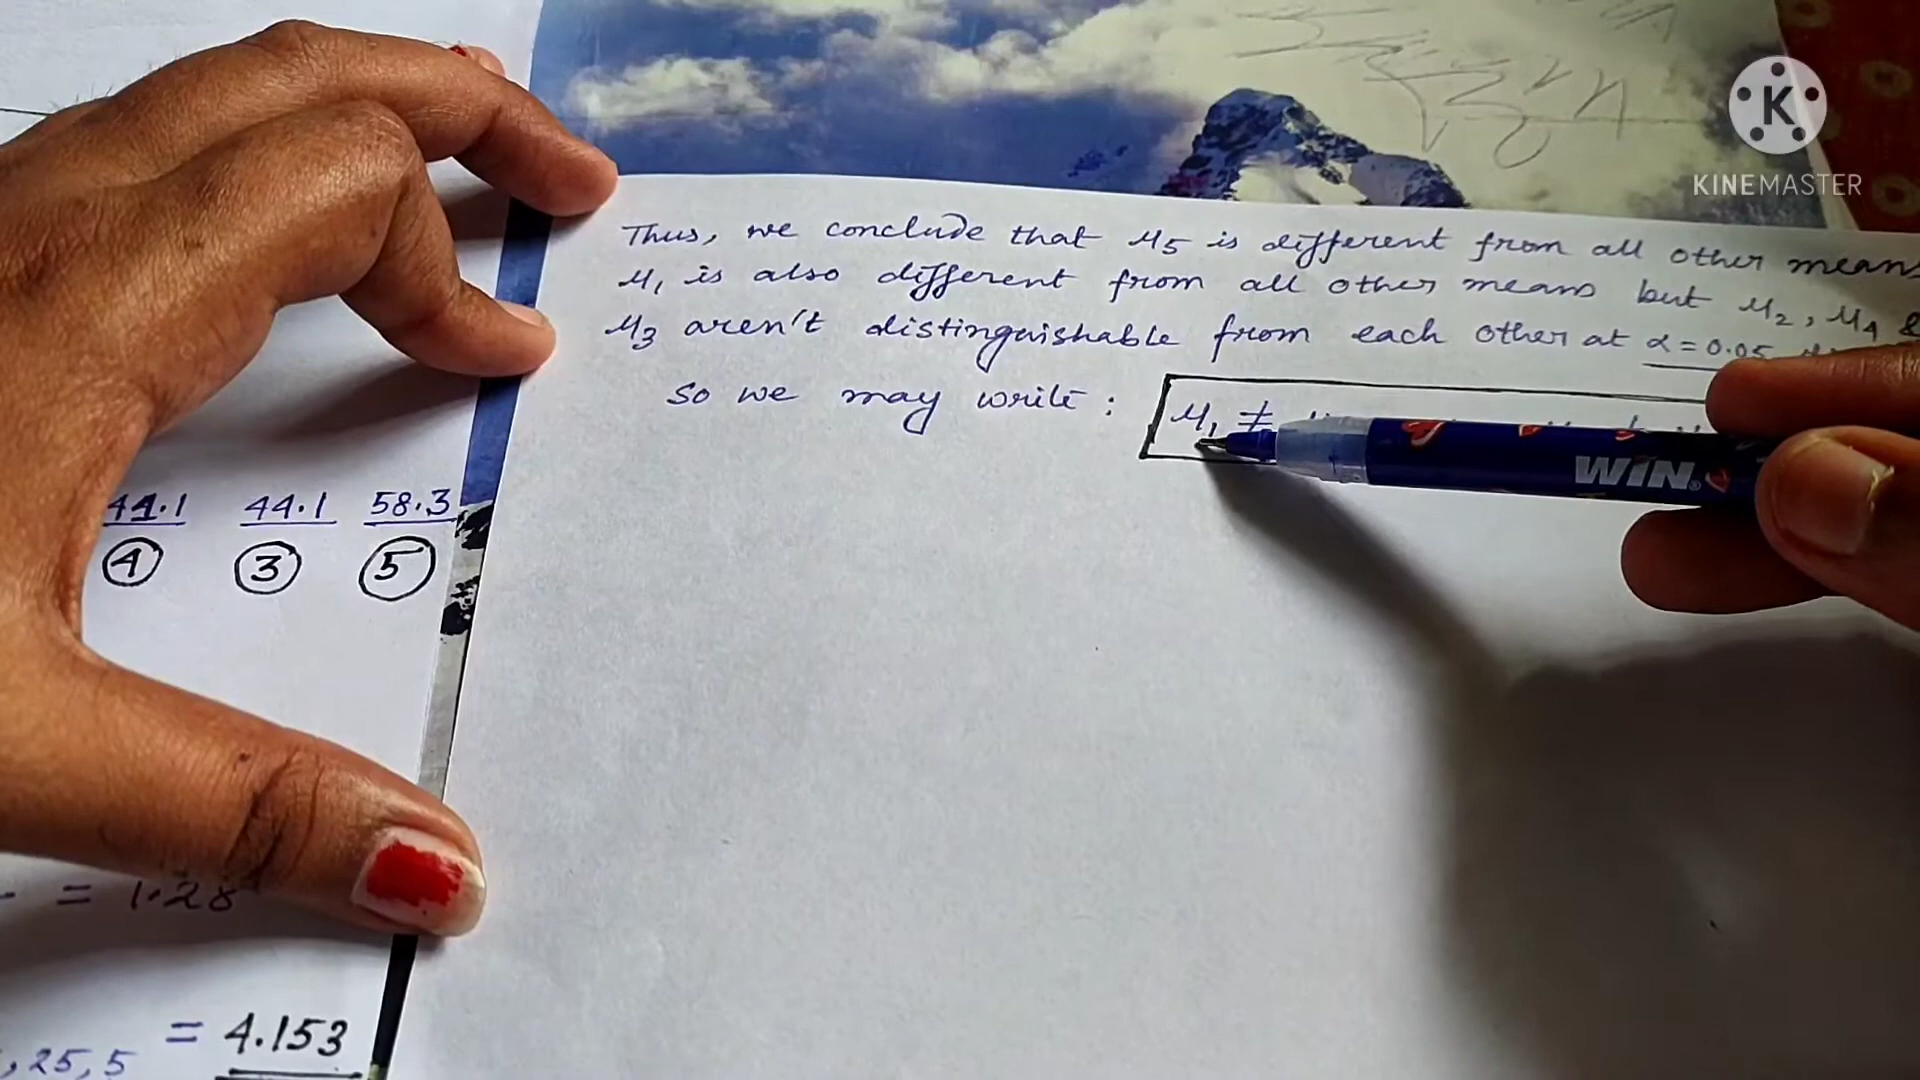 K
KINEMASTER
Thus, we conclude that μ5 is different from all other means
μ1 is also different from all other means but μ2, μ4 &
μ3 aren't distinguishable from each other at α = 0.05
So we may write : μ1 ≠
WIN
41.1 44.1 58.3
4 3 5
= 1.28
, 25, 5 = 4.153